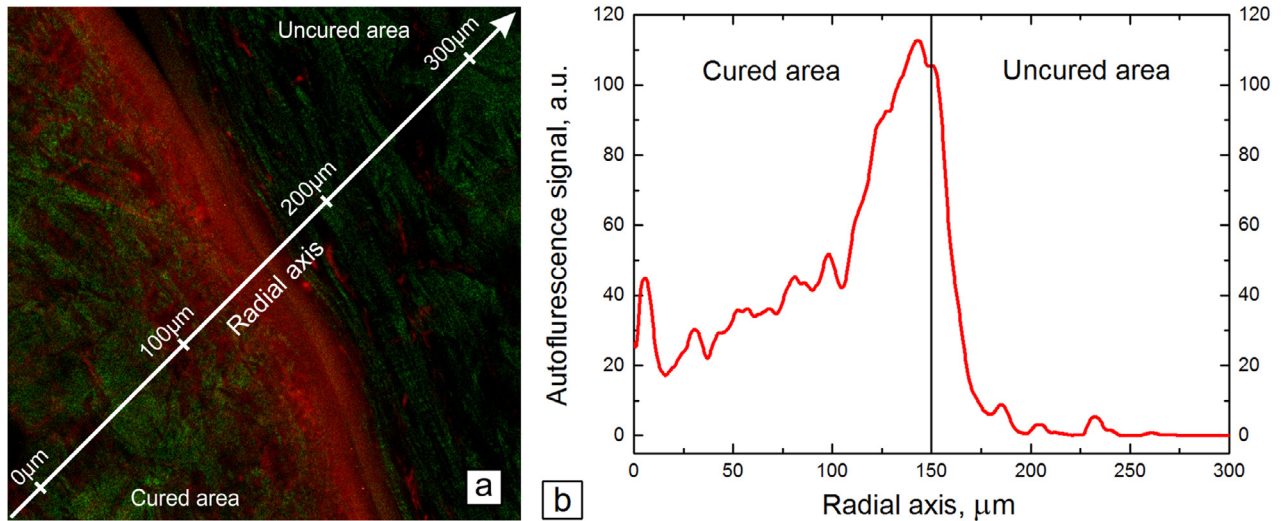 Uncured area
300µm
200µm
Radial axis
100µm
0µm
Cured area
a
120
100
80
60
40
20
0
Autoflurescence signal, a.u.
Cured area
Uncured area
120
100
80
60
40
20
0
0
50
100
150
200
250
300
Radial axis, µm
b